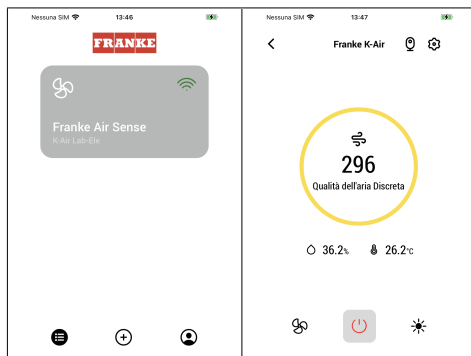 Nessuna SIM 13:46
FRANKE
Franke Air Sense
K-Air Lab-Ele
Nessuna SIM 13:47
Franke K-Air
296
Qualità dell'aria Discreta
36.2% 26.2°C